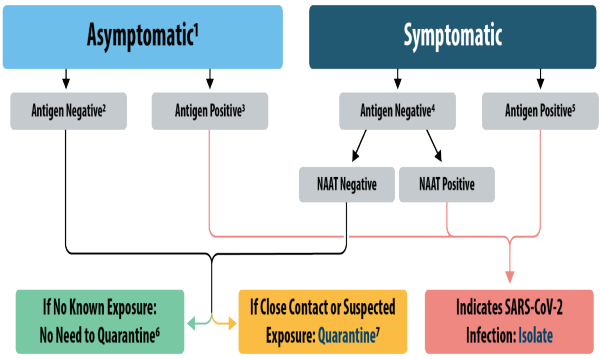 Asymptomatic¹
Symptomatic
Antigen Negative²
Antigen Positive³
Antigen Negative⁴
Antigen Positive⁵
NAAT Negative
NAAT Positive
If No Known Exposure:
No Need to Quarantine⁶
If Close Contact or Suspected
Exposure: Quarantine⁷
Indicates SARS-CoV-2
Infection: Isolate